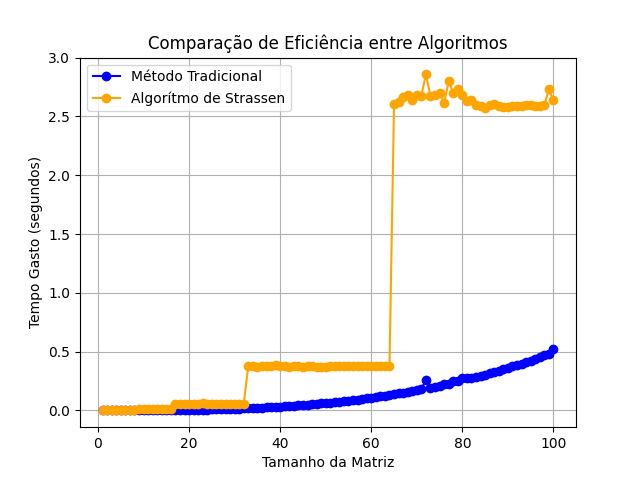 Comparação de Eficiência entre Algoritmos
Método Tradicional
Algorítmo de Strassen
Tempo Gasto (segundos)
3.0
2.5
2.0
1.5
1.0
0.5
0.0
0 20 40 60 80 100
Tamanho da Matriz